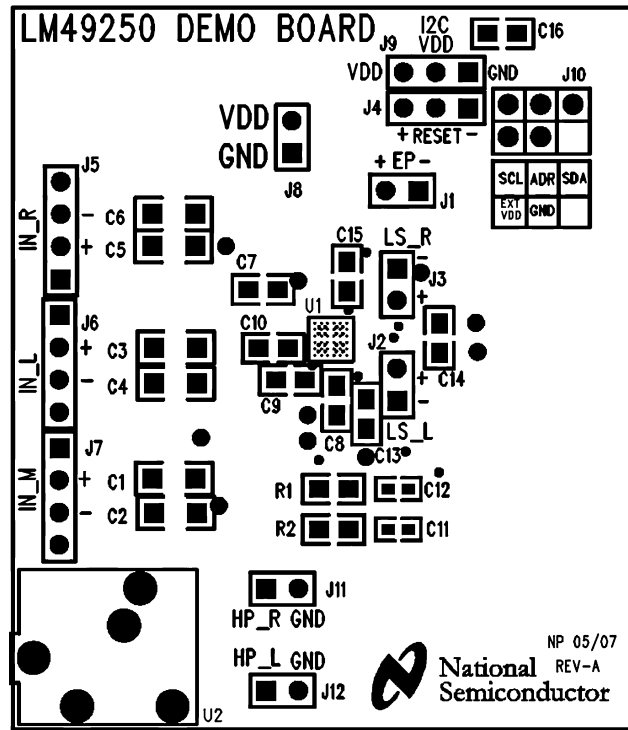 LM49250 DEMO BOARD
I2C
VDD
C16
J9
VDD
GND
J10
J4
+ RESET -
VDD
GND
J8
+ EP -
J1
SCL ADR SDA
EXT VDD GND
J5
IN_R
-
+
C6
C5
C7
C15
LS_R
-
+
J3
U1
J6
IN_L
+
-
C3
C4
C10
C9
J2
+
-
C14
C8
LS_L
C13
J7
IN_M
+
-
C1
C2
R1
C12
R2
C11
J11
HP_R GND
HP_L GND
J12
U2
NP 05/07
REV-A
National
Semiconductor